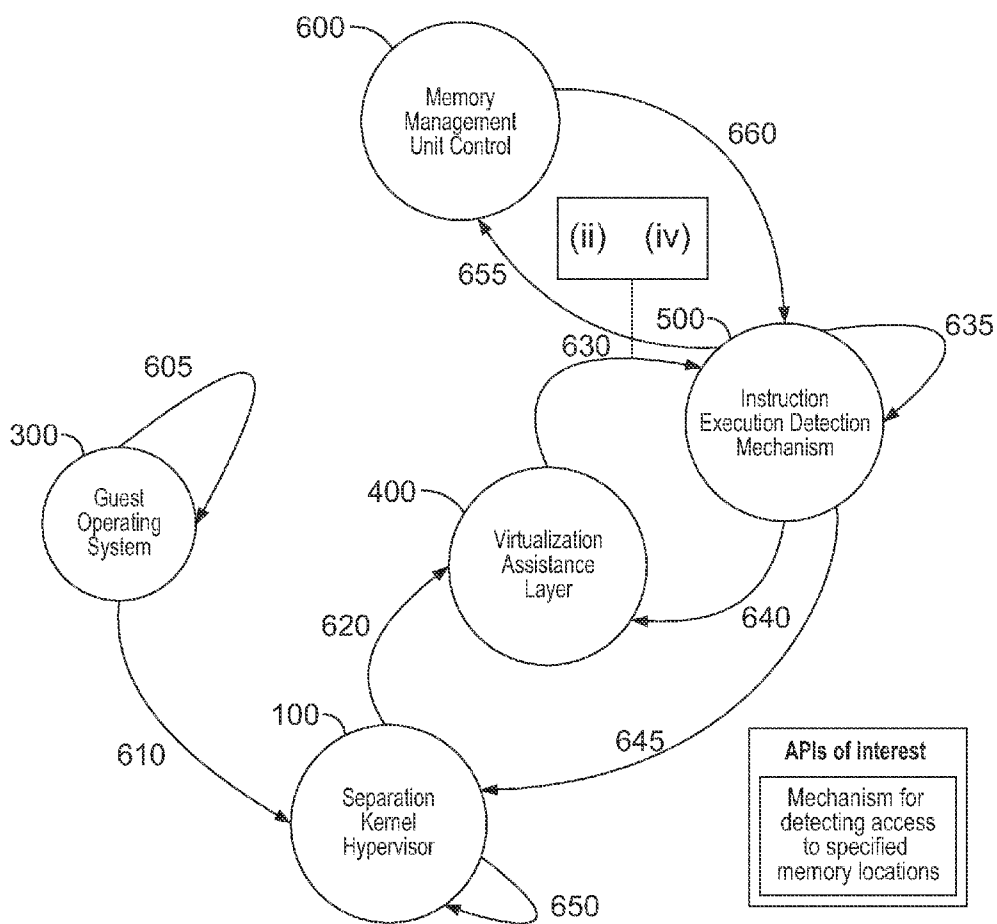 600
Memory
Management
Unit Control
660
(ii) (iv)
655
500
635
630
605
Instruction
Execution Detection
Mechanism
300
Guest
Operating
System
400
Virtualization
Assistance
Layer
620
640
100
645
610
Separation
Kernel
Hypervisor
APIs of interest
Mechanism for
detecting access
to specified
memory locations
650